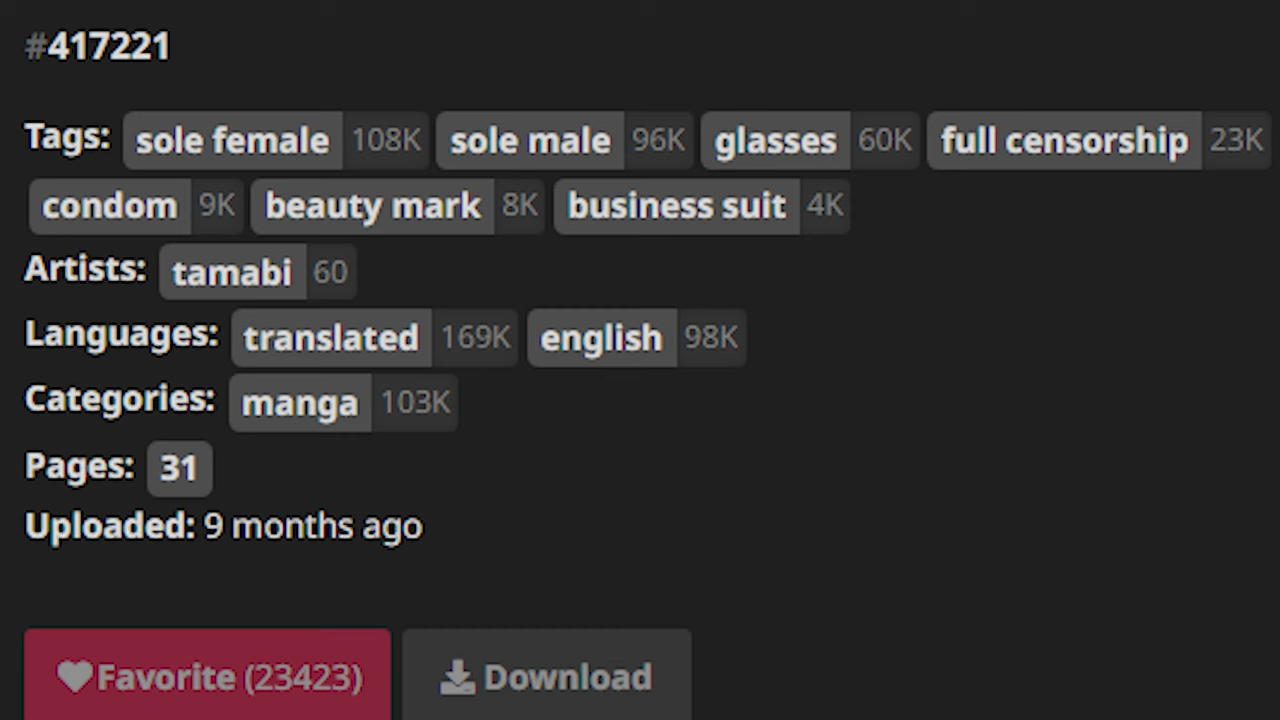 #417221
Tags: sole female 108K sole male 96K glasses 60K full censorship 23K
condom 9K beauty mark 8K business suit 4K
Artists: tamabi 60
Languages: translated 169K english 98K
Categories: manga 103K
Pages: 31
Uploaded: 9 months ago
Favorite (23423) Download